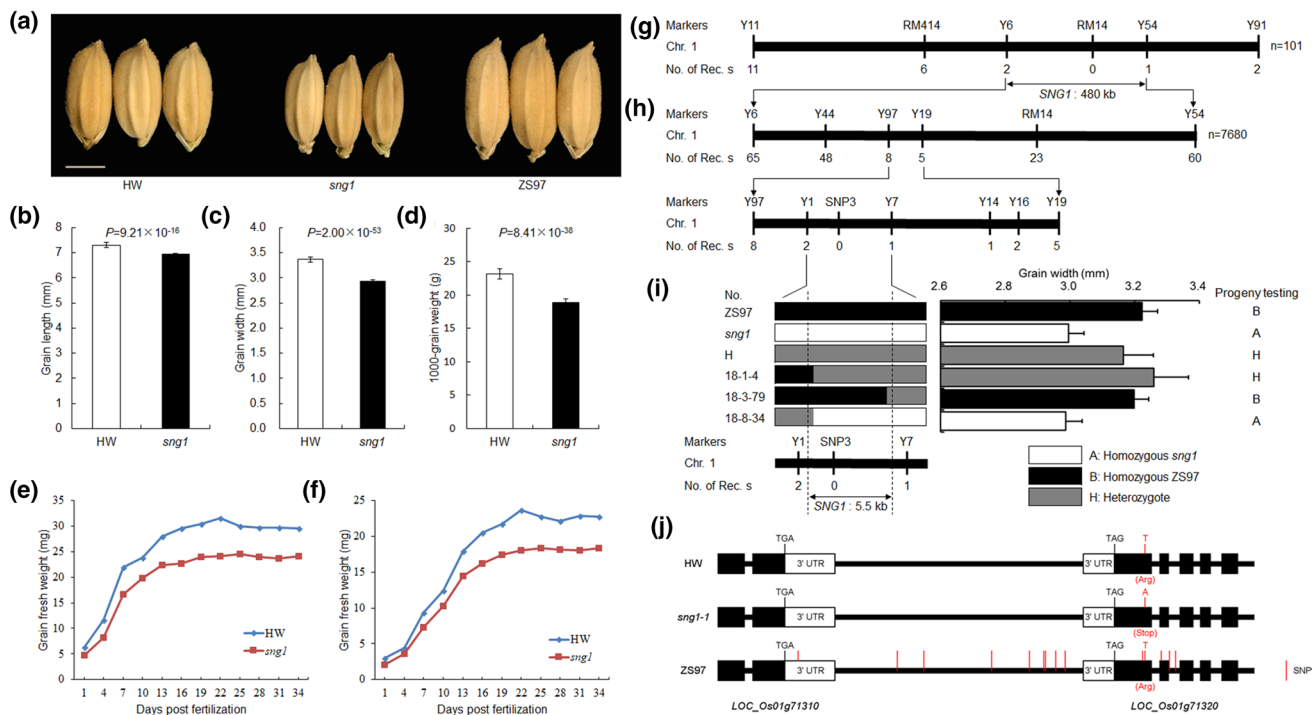 (a)
HW sng1 ZS97
(b)
P=9.21×10-16
Grain length (mm)
8
7
6
5
4
3
2
1
0
HW sng1
(c)
P=2.00×10-53
Grain width (mm)
4.0
3.5
3.0
2.5
2.0
1.5
1.0
0.5
0.0
HW sng1
(d)
P=8.41×10-38
1000-grain weight (g)
30
25
20
15
10
5
0
HW sng1
(e)
Grain fresh weight (mg)
35
30
25
20
15
10
5
0
HW
sng1
1 4 7 10 13 16 19 22 25 28 31 34
Days post fertilization
(f)
Grain fresh weight (mg)
25
20
15
10
5
0
HW
sng1
1 4 7 10 13 16 19 22 25 28 31 34
Days post fertilization
(g)
Markers Y11 RM414 Y6 RM14 Y54 Y91
Chr. 1 n=101
No. of Rec. s 11 6 2 0 1 2
SNG1 : 480 kb
(h)
Markers Y6 Y44 Y97 Y19 RM14 Y54
Chr. 1 n=7680
No. of Rec. s 65 48 8 5 23 60
Markers Y97 Y1 SNP3 Y7 Y14 Y16 Y19
Chr. 1
No. of Rec. s 8 2 0 1 1 2 5
(i)
Grain width (mm)
No. 2.6 3.0 3.2 3.4 Progeny testing
ZS97 B
sng1 A
H H
18-1-4 H
18-3-79 B
18-8-34 A
Markers Y1 SNP3 Y7
Chr. 1
No. of Rec. s 2 0 1
SNG1 : 5.5 kb
A: Homozygous sng1
B: Homozygous ZS97
H: Heterozygote
(j)
TGA TAG T
HW 3' UTR 3' UTR
(Arg)
TGA TAG A
sng1-1 3' UTR 3' UTR
(Stop)
TGA TAG T
ZS97 3' UTR 3' UTR SNP
(Arg)
LOC_Os01g71310 LOC_Os01g71320